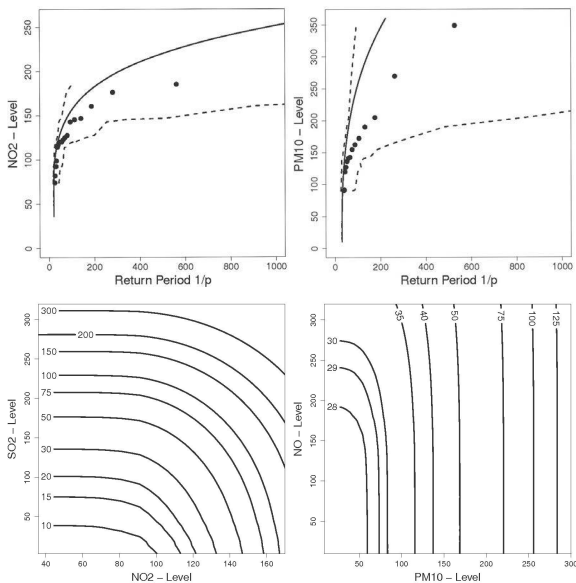 NO2 – Level
0 50 100 150 200 250
0 200 400 600 800 1000
Return Period 1/p
PM10 – Level
0 50 100 150 200 250 300 350
0 200 400 600 800 1000
Return Period 1/p
SO2 – Level
50 100 150 200 250 300
300
200
150
100
75
50
30
20
15
10
40 60 80 100 120 140 160
NO2 – Level
NO – Level
50 100 150 200 250 300
35 40 50 75 100 125
30
29
28
50 100 150 200 250 300
PM10 – Level